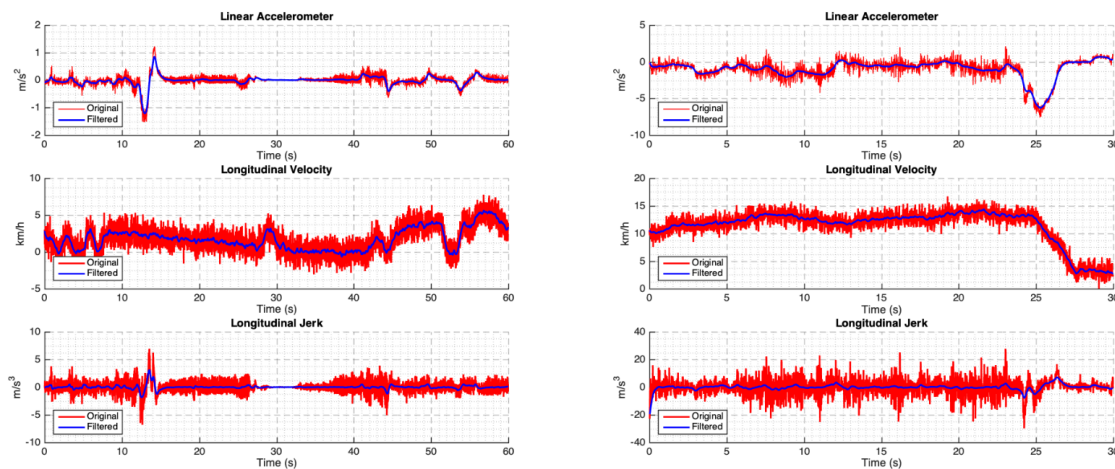 Linear Accelerometer
2
1
0
-1
-2
m/s²
Original
Filtered
0 10 20 30 40 50 60
Time (s)
Longitudinal Velocity
10
5
0
-5
km/h
Original
Filtered
0 10 20 30 40 50 60
Time (s)
Longitudinal Jerk
10
5
0
-5
-10
m/s³
Original
Filtered
0 10 20 30 40 50 60
Time (s)
Linear Accelerometer
5
0
-5
-10
m/s²
Original
Filtered
0 5 10 15 20 25 30
Time (s)
Longitudinal Velocity
20
15
10
5
0
km/h
Original
Filtered
0 5 10 15 20 25 30
Time (s)
Longitudinal Jerk
40
20
0
-20
-40
m/s³
Original
Filtered
0 5 10 15 20 25 30
Time (s)